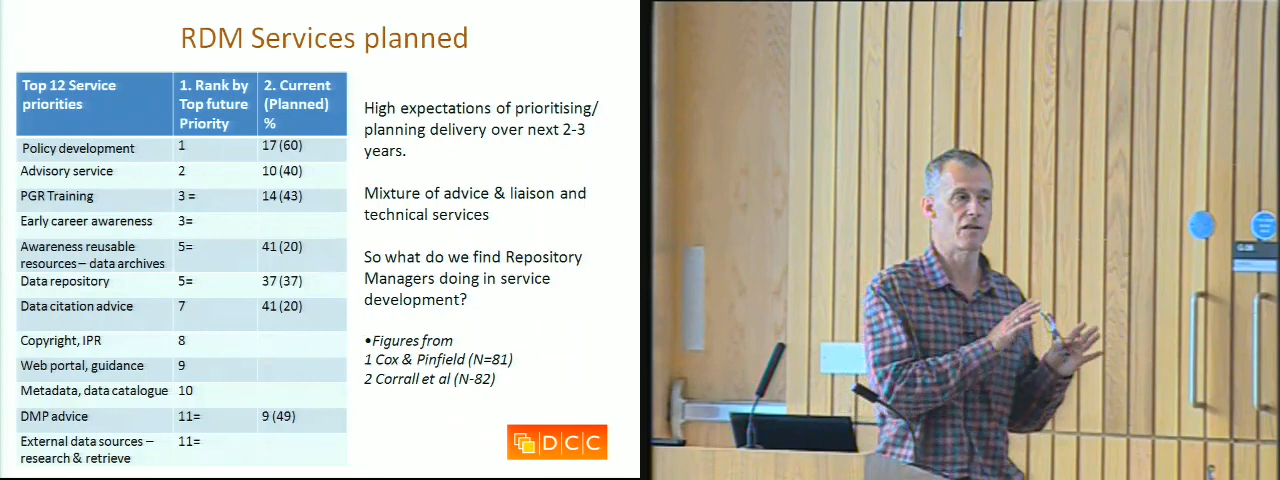 RDM Services planned
Top 12 Service priorities | 1. Rank by Top future Priority | 2. Current (Planned) %
Policy development | 1 | 17 (60)
Advisory service | 2 | 10 (40)
PGR Training | 3 = | 14 (43)
Early career awareness | 3=
Awareness reusable resources – data archives | 5= | 41 (20)
Data repository | 5= | 37 (37)
Data citation advice | 7 | 41 (20)
Copyright, IPR | 8
Web portal, guidance | 9
Metadata, data catalogue | 10
DMP advice | 11= | 9 (49)
External data sources – research & retrieve | 11=
High expectations of prioritising/
planning delivery over next 2-3
years.
Mixture of advice & liaison and
technical services
So what do we find Repository
Managers doing in service
development?
•Figures from
1 Cox & Pinfield (N=81)
2 Corrall et al (N-82)
DCC